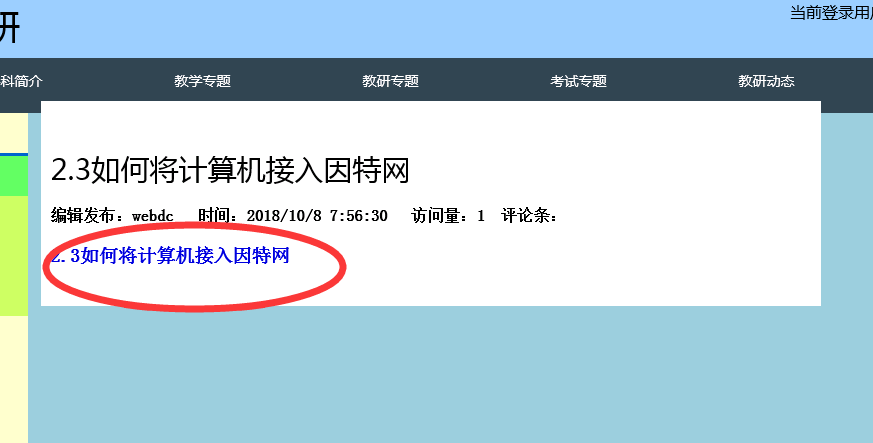 研
当前登录用
科简介 教学专题 教研专题 考试专题 教研动态
2.3如何将计算机接入因特网
编辑发布：webdc 时间：2018/10/8 7:56:30 访问量：1 评论条：
2.3如何将计算机接入因特网